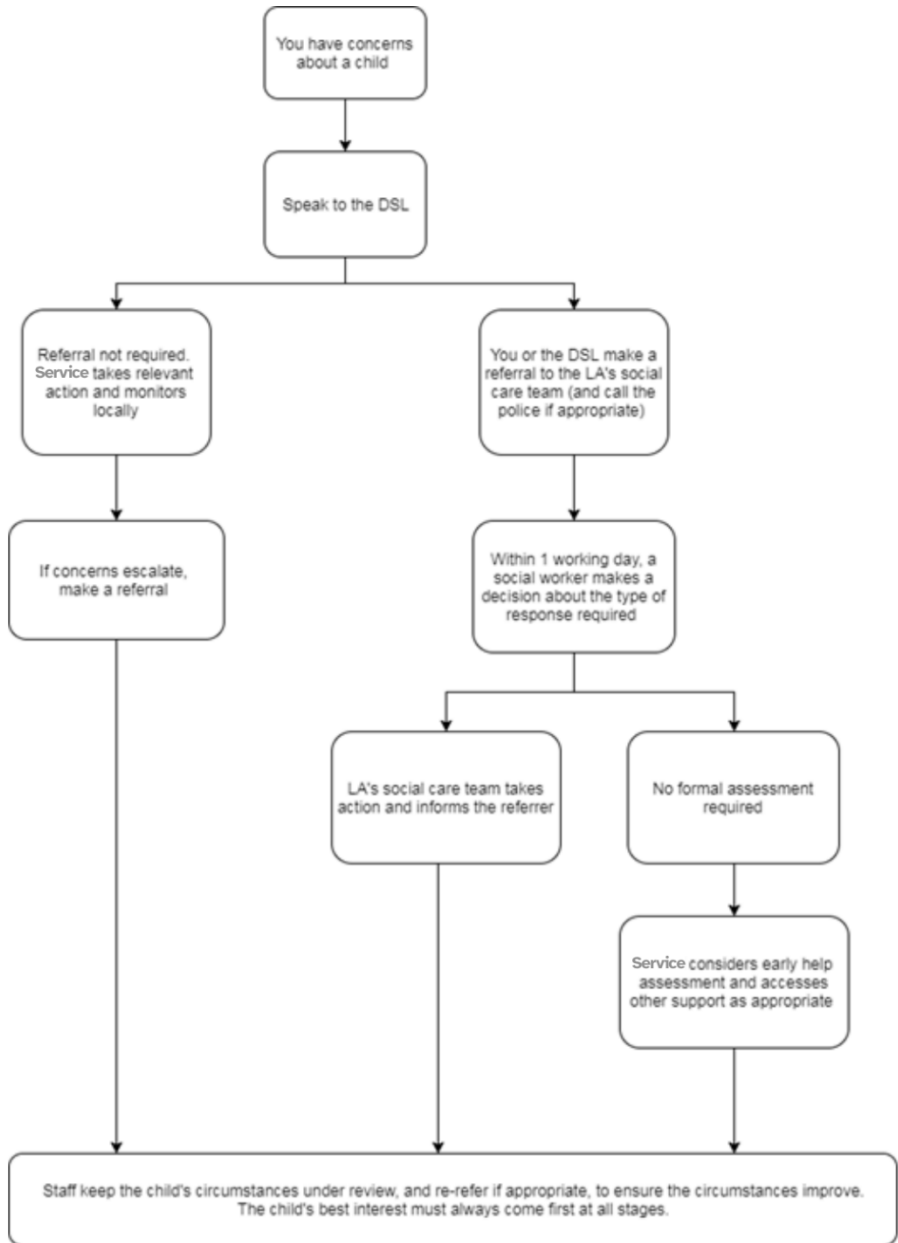 You have concerns
about a child
Speak to the DSL
Referral not required.
Service takes relevant
action and monitors
locally
You or the DSL make a
referral to the LA's social
care team (and call the
police if appropriate)
If concerns escalate,
make a referral
Within 1 working day, a
social worker makes a
decision about the type of
response required
LA's social care team takes
action and informs the referrer
No formal assessment
required
Service considers early help
assessment and accesses
other support as appropriate
Staff keep the child's circumstances under review, and re-refer if appropriate, to ensure the circumstances improve.
The child's best interest must always come first at all stages.